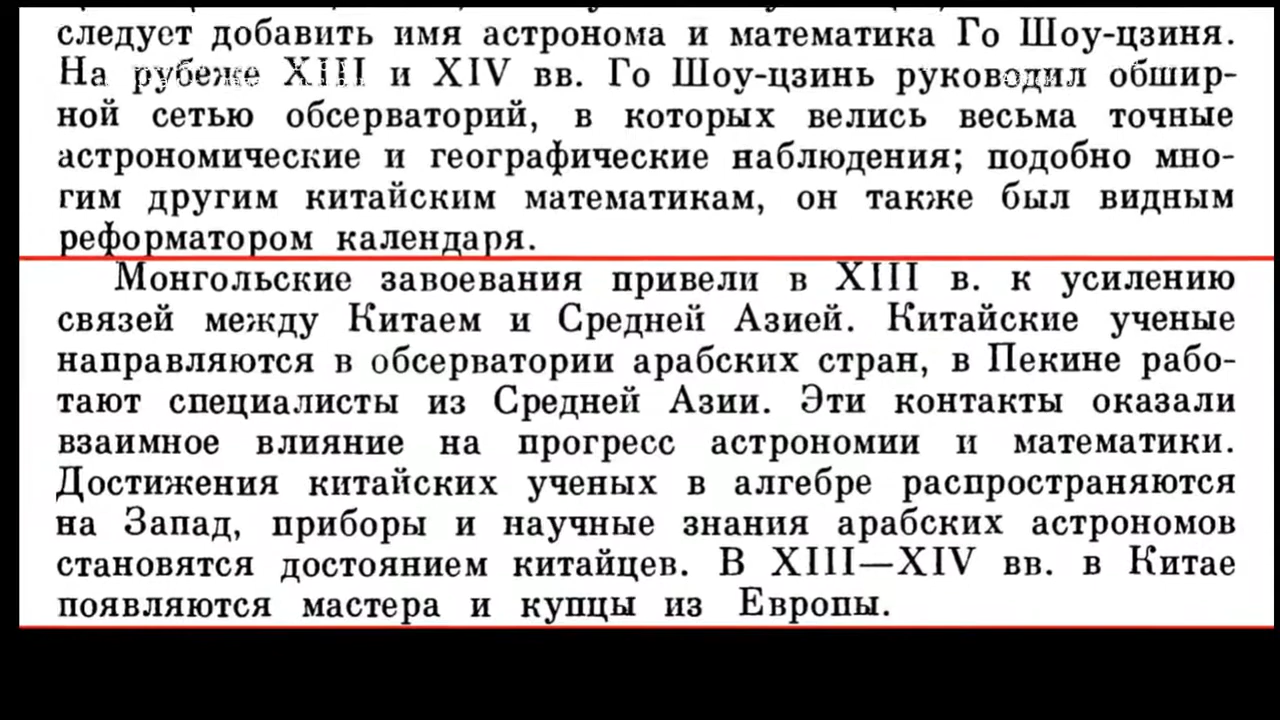 следует добавить имя астронома и математика Го Шоу-цзиня.
На рубеже XIII и XIV вв. Го Шоу-цзинь руководил обшир-
ной сетью обсерваторий, в которых велись весьма точные
астрономические и географические наблюдения; подобно мно-
гим другим китайским математикам, он также был видным
реформатором календаря.
Монгольские завоевания привели в XIII в. к усилению
связей между Китаем и Средней Азией. Китайские ученые
направляются в обсерватории арабских стран, в Пекине рабо-
тают специалисты из Средней Азии. Эти контакты оказали
взаимное влияние на прогресс астрономии и математики.
Достижения китайских ученых в алгебре распространяются
на Запад, приборы и научные знания арабских астрономов
становятся достоянием китайцев. В XIII—XIV вв. в Китае
появляются мастера и купцы из Европы.